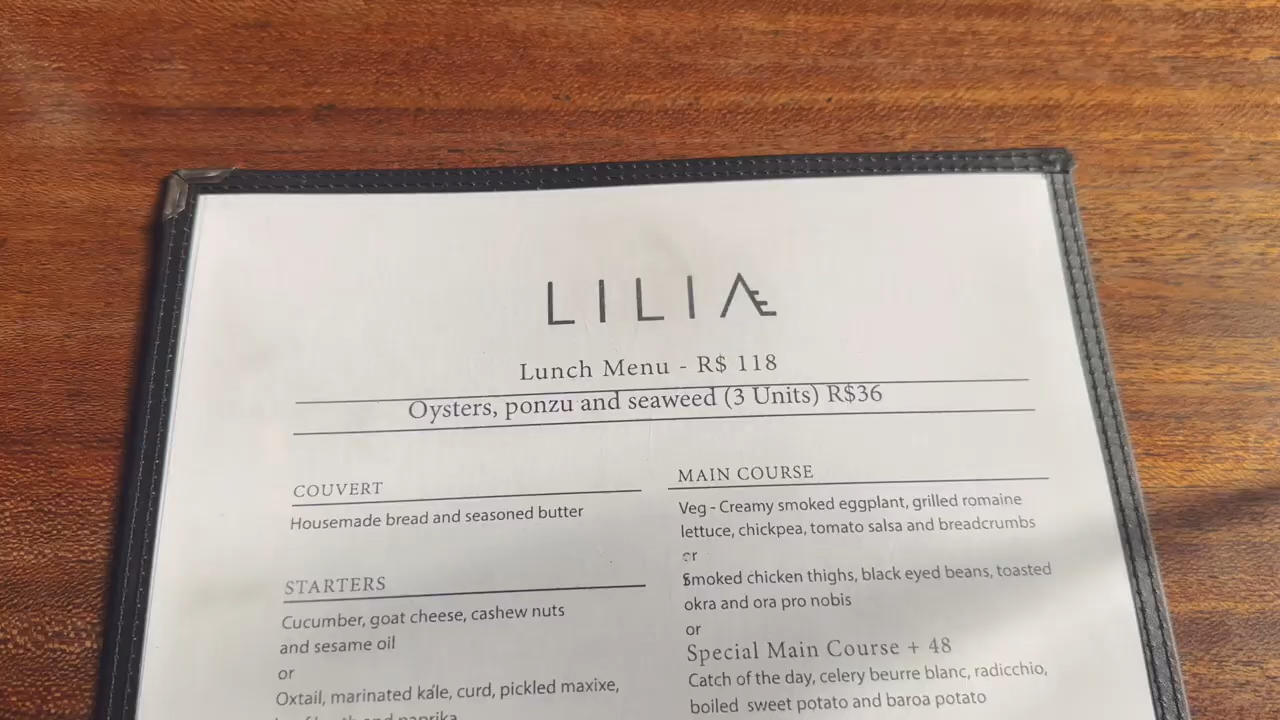 LILIA
Lunch Menu - R$ 118
Oysters, ponzu and seaweed (3 Units) R$36
COUVERT
Housemade bread and seasoned butter
STARTERS
Cucumber, goat cheese, cashew nuts
and sesame oil
or
Oxtail, marinated kale, curd, pickled maxixe,
and paprika
MAIN COURSE
Veg - Creamy smoked eggplant, grilled romaine
lettuce, chickpea, tomato salsa and breadcrumbs
or
Smoked chicken thighs, black eyed beans, toasted
okra and ora pro nobis
or
Special Main Course + 48
Catch of the day, celery beurre blanc, radicchio,
boiled sweet potato and baroa potato